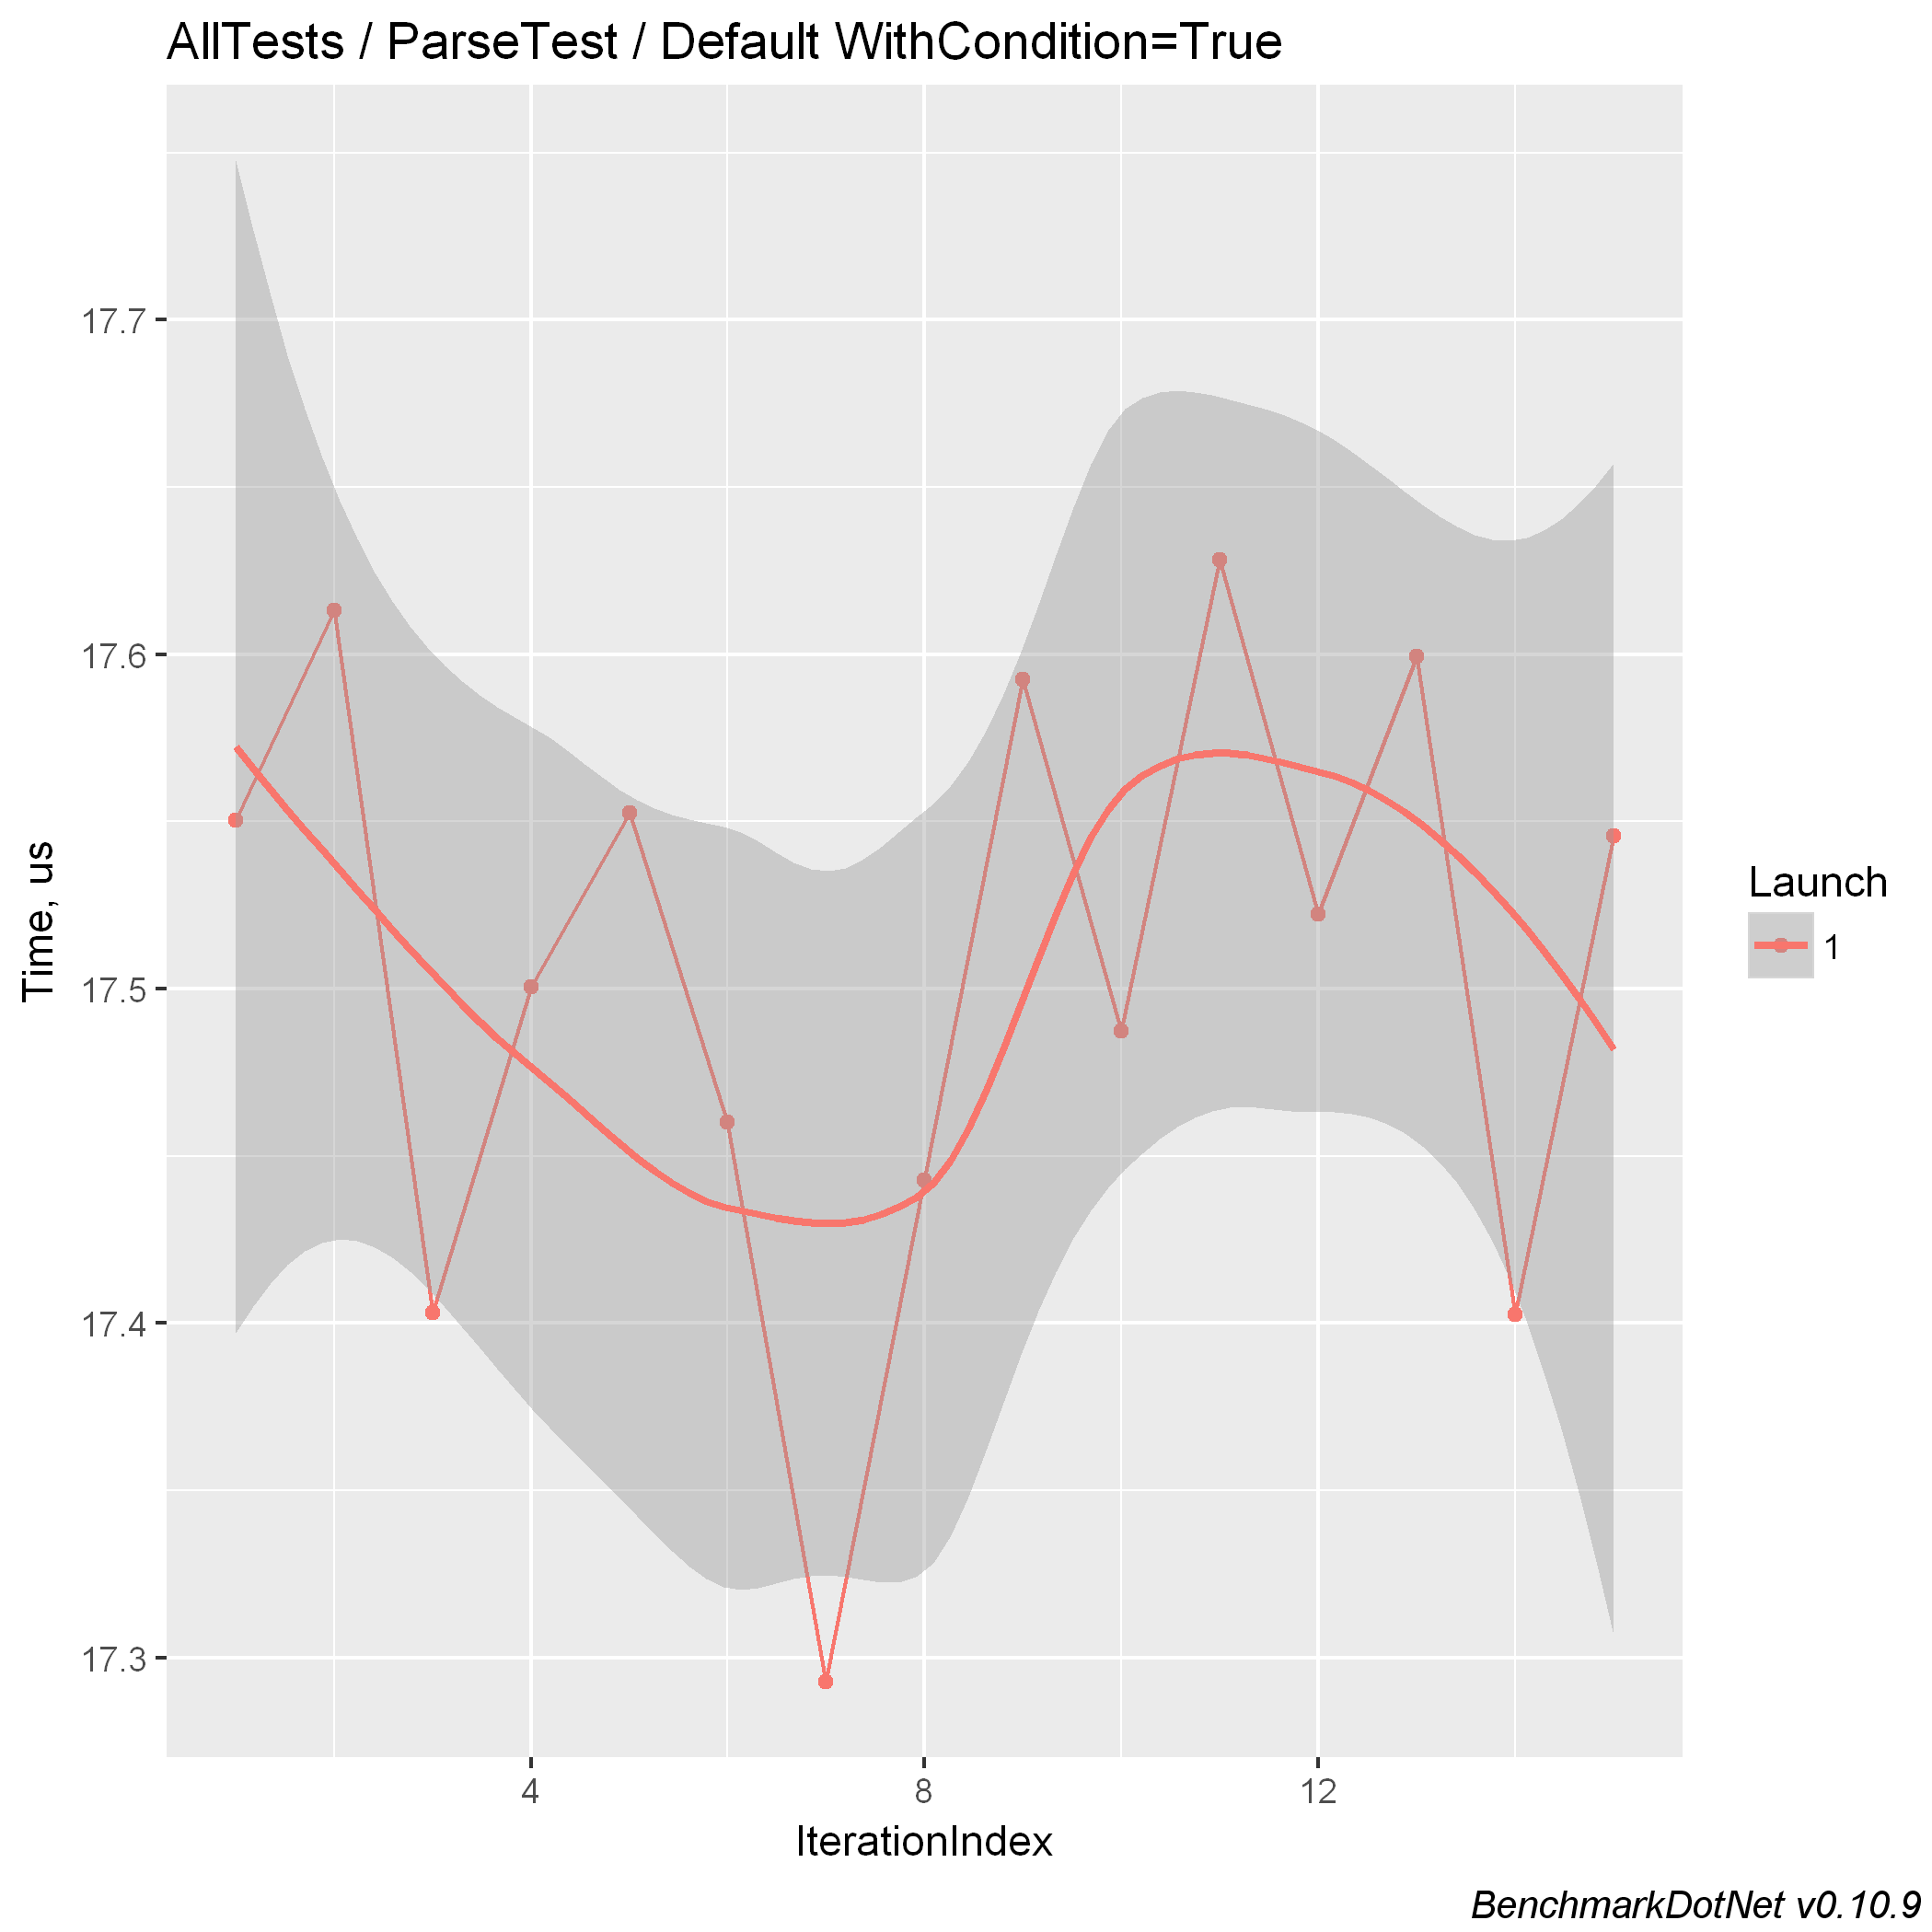 AllTests / ParseTest / Default WithCondition=True
17.7
17.6
17.5
17.4
17.3
Time, us
4
8
12
IterationIndex
Launch
1
BenchmarkDotNet v0.10.9